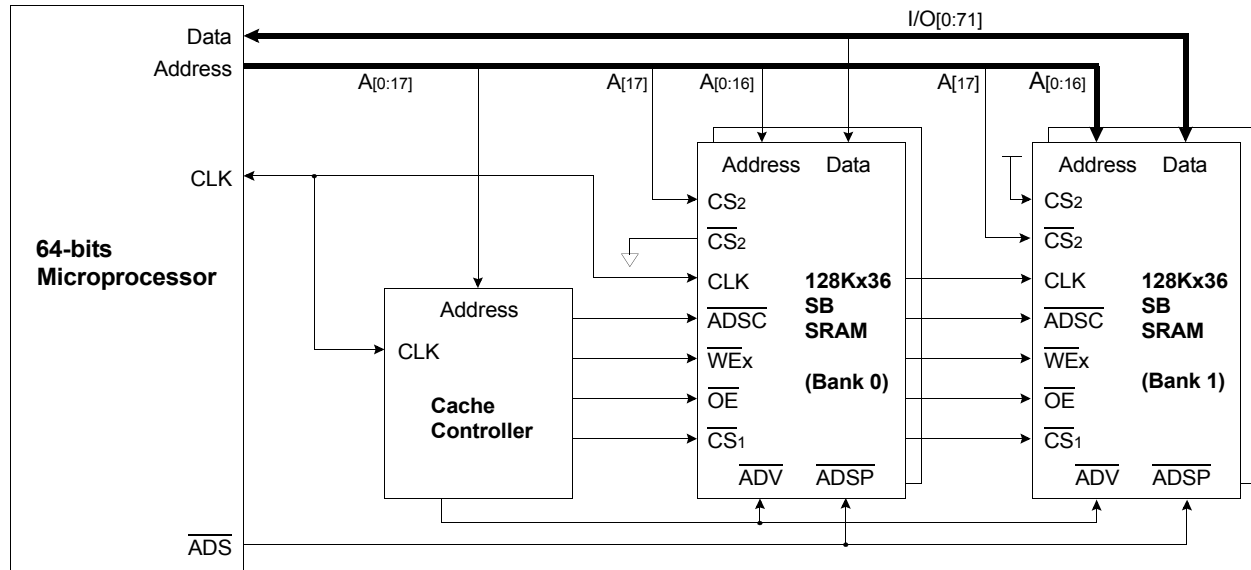 I/O[0:71]
Data
Address
A[0:17]
A[17]
A[0:16]
A[17]
A[0:16]
CLK
64-bits
Microprocessor
ADS
Address
CLK
Cache
Controller
Address Data
CS2
CS2
CLK
ADSC
WEx
OE
CS1
128Kx36
SB
SRAM
(Bank 0)
ADV ADSP
Address Data
CS2
CS2
CLK
ADSC
WEx
OE
CS1
128Kx36
SB
SRAM
(Bank 1)
ADV ADSP